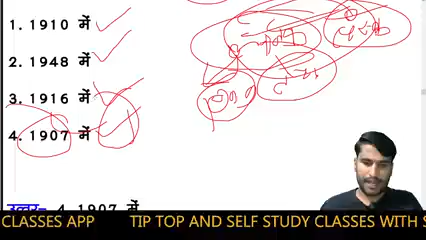 1. 1910 में
2. 1948 में
3. 1916 में
4. 1907 में
उत्तर– 4. 1907 में
CLASSES APP TIP TOP AND SELF STUDY CLASSES WITH S